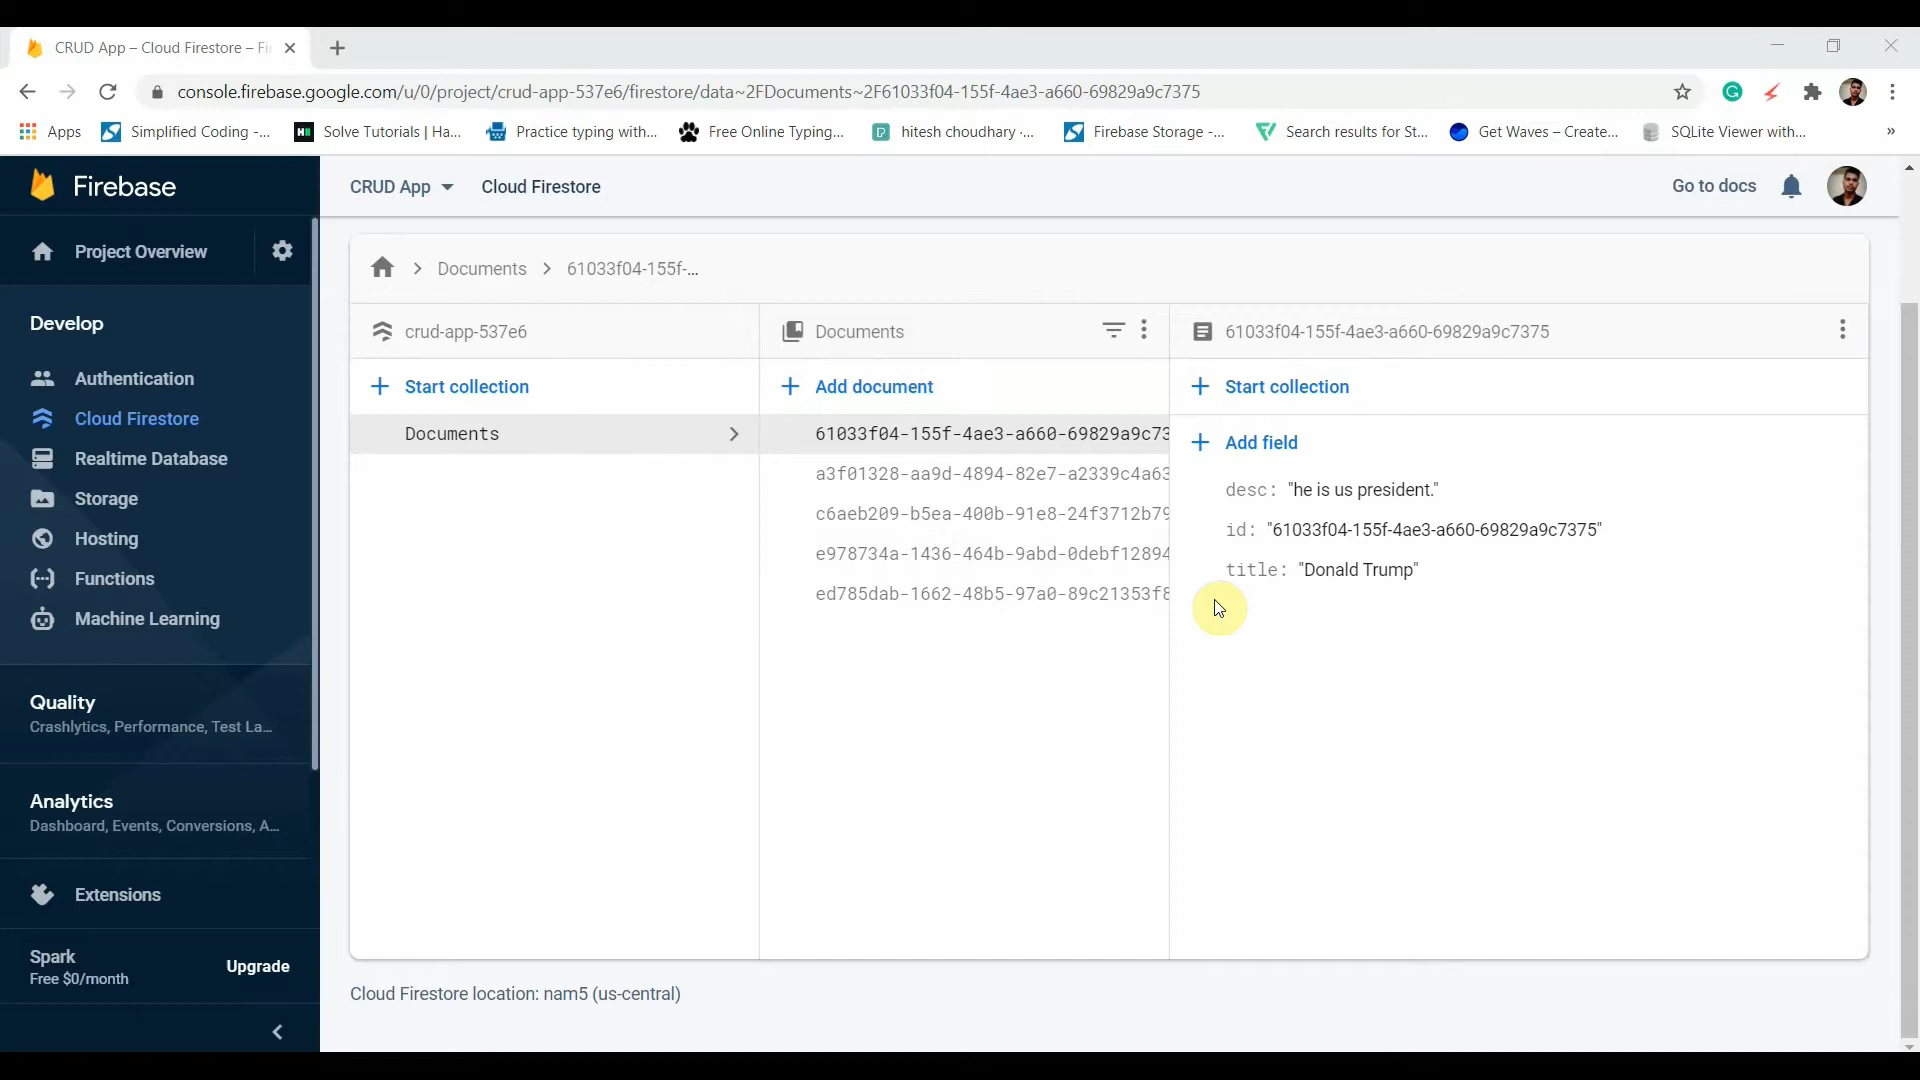 CRUD App – Cloud Firestore – Fi
console.firebase.google.com/u/0/project/crud-app-537e6/firestore/data~2FDocuments~2F61033f04-155f-4ae3-a660-69829a9c7375
Apps
Simplified Coding -...
Solve Tutorials | Ha...
Practice typing with...
Free Online Typing...
hitesh choudhary ·...
Firebase Storage -...
Search results for St...
Get Waves – Create...
SQLite Viewer with...
»
Firebase
CRUD App
Cloud Firestore
Go to docs
Project Overview
Develop
Authentication
Cloud Firestore
Realtime Database
Storage
Hosting
Functions
Machine Learning
Quality
Crashlytics, Performance, Test La...
Analytics
Dashboard, Events, Conversions, A...
Extensions
Spark
Free $0/month
Upgrade
Documents
61033f04-155f-...
crud-app-537e6
Start collection
Documents
Documents
Add document
61033f04-155f-4ae3-a660-69829a9c73
a3f01328-aa9d-4894-82e7-a2339c4a63
c6aeb209-b5ea-400b-91e8-24f3712b79
e978734a-1436-464b-9abd-0debf12894
ed785dab-1662-48b5-97a0-89c21353f8
61033f04-155f-4ae3-a660-69829a9c7375
Start collection
Add field
desc: "he is us president."
id: "61033f04-155f-4ae3-a660-69829a9c7375"
title: "Donald Trump"
Cloud Firestore location: nam5 (us-central)